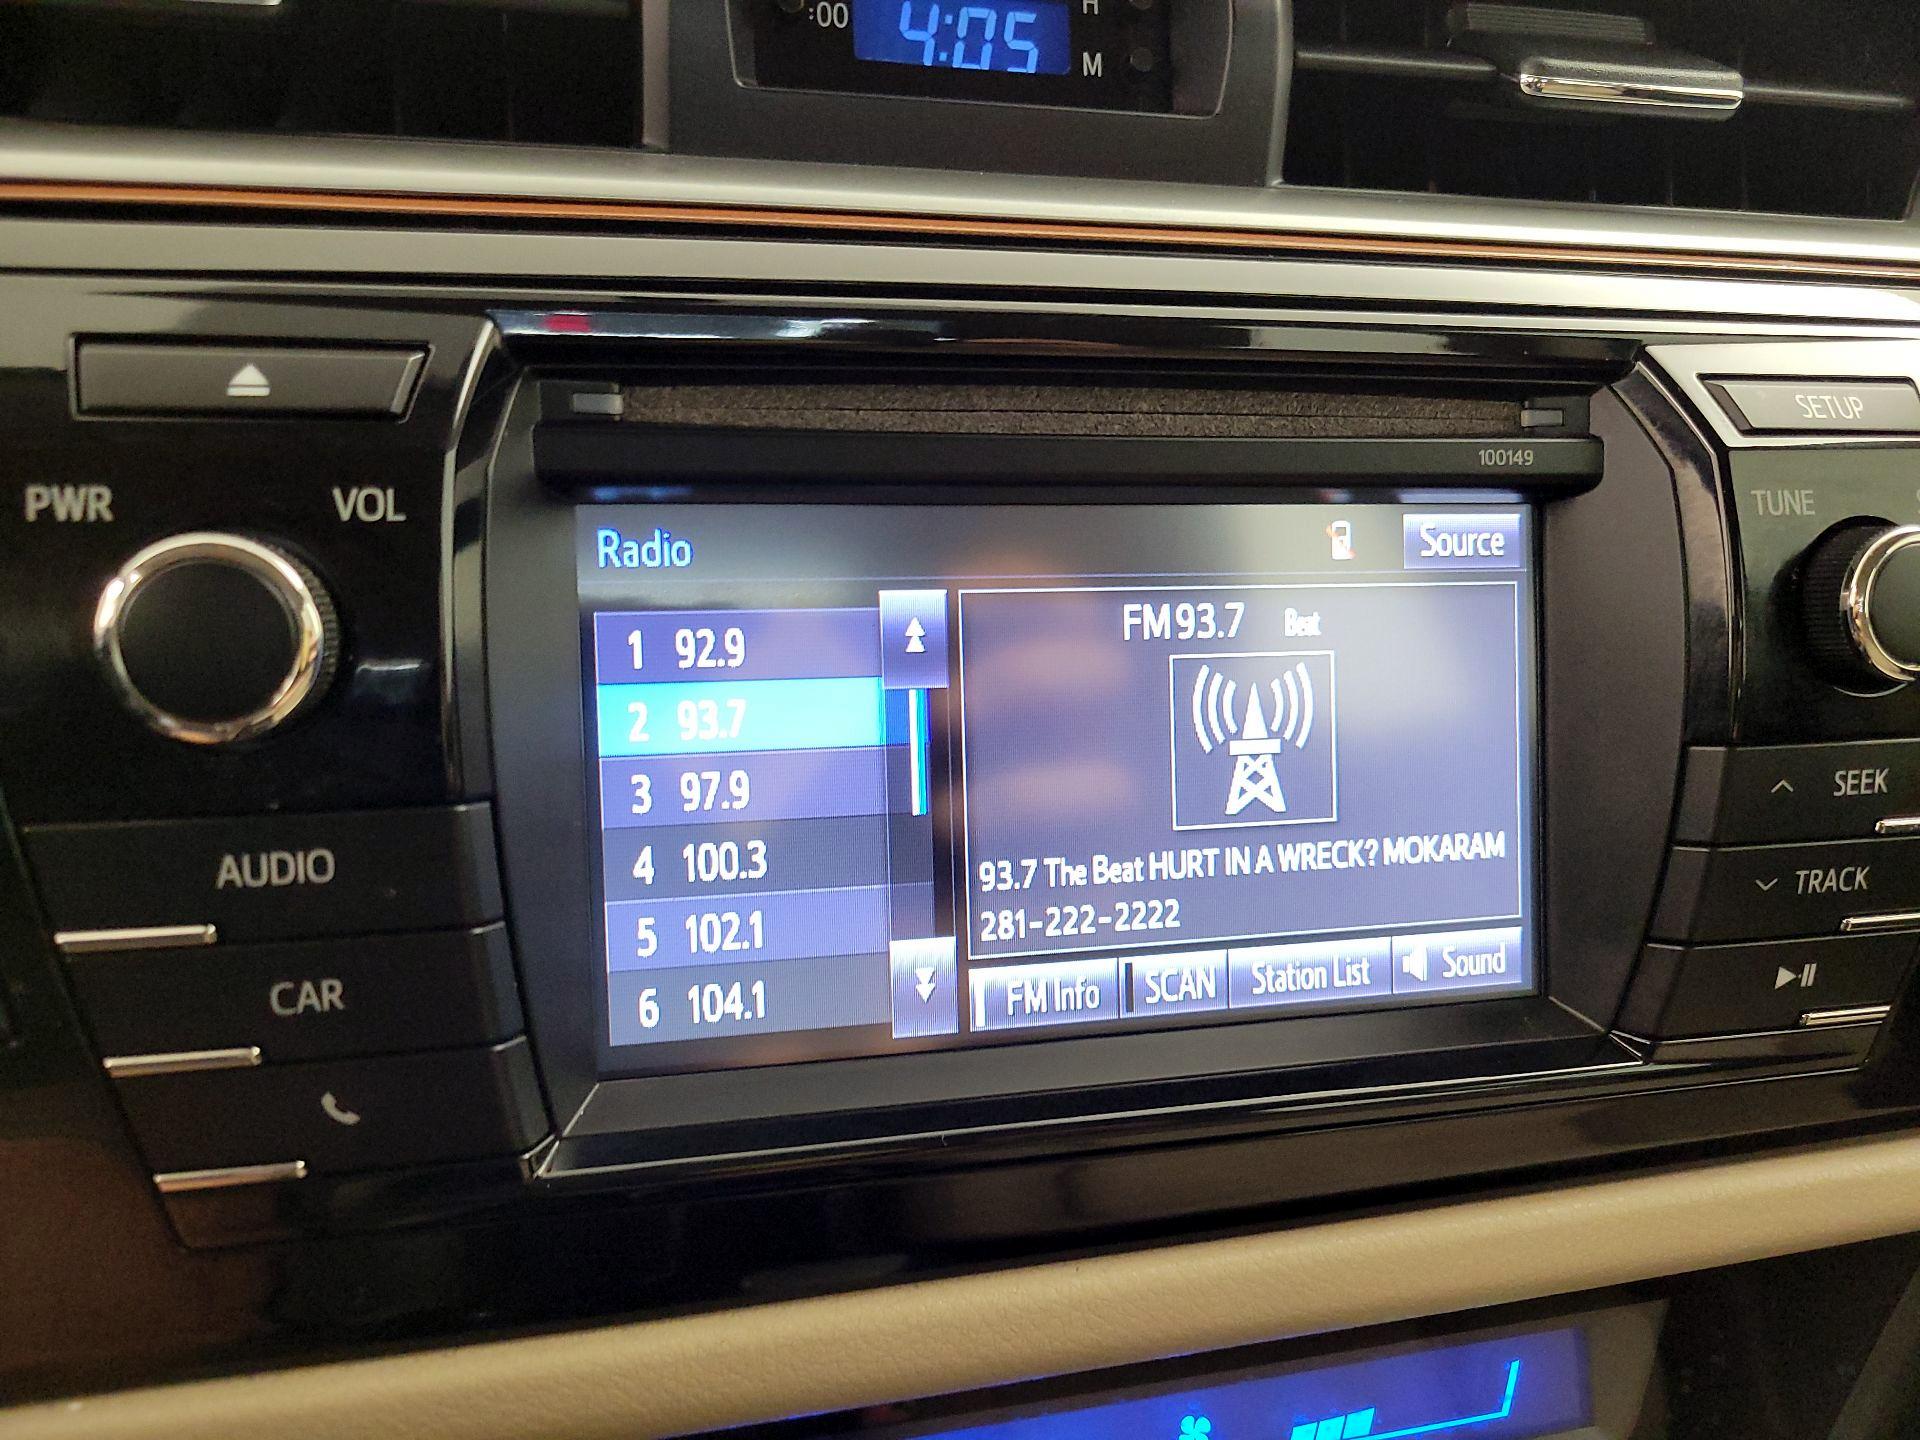 :00
4:05
H
M
SETUP
100149
PWR
VOL
TUNE
Radio
Source
1 92.9
2 93.7
3 97.9
4 100.3
5 102.1
6 104.1
FM 93.7 Beat
93.7 The Beat HURT IN A WRECK? MOKARAM
281-222-2222
FM Info
SCAN
Station List
Sound
AUDIO
CAR
SEEK
TRACK